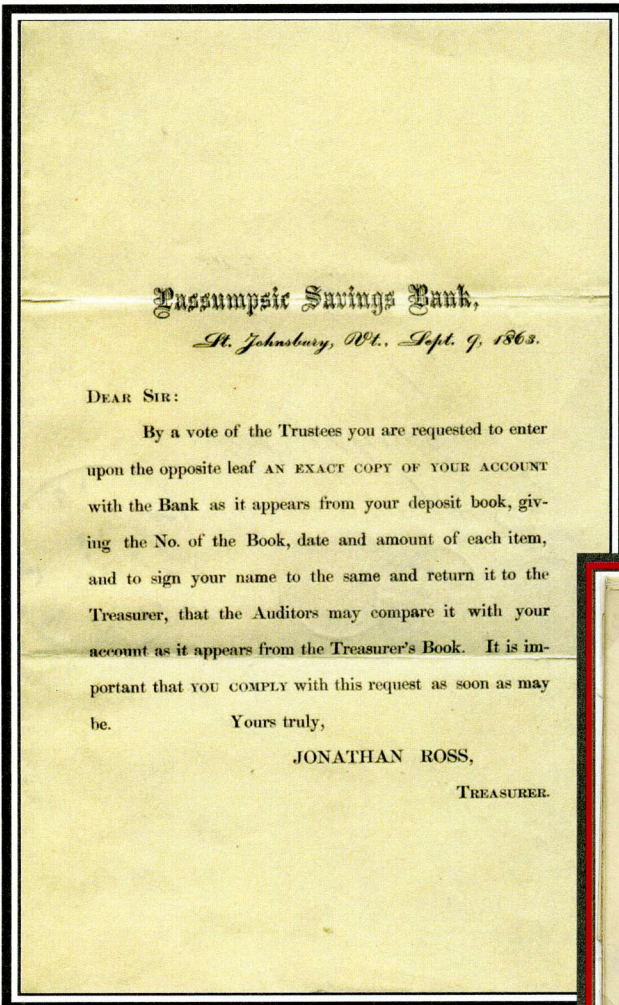 Passumpsic Savings Bank,
St. Johnsbury, Vt., Sept. 9, 1863.
DEAR SIR:
By a vote of the Trustees you are requested to enter
upon the opposite leaf AN EXACT COPY OF YOUR ACCOUNT
with the Bank as it appears from your deposit book, giv-
ing the No. of the Book, date and amount of each item,
and to sign your name to the same and return it to the
Treasurer, that the Auditors may compare it with your
account as it appears from the Treasurer's Book. It is im-
portant that YOU COMPLY with this request as soon as may
be. Yours truly,
JONATHAN ROSS,
TREASURER.